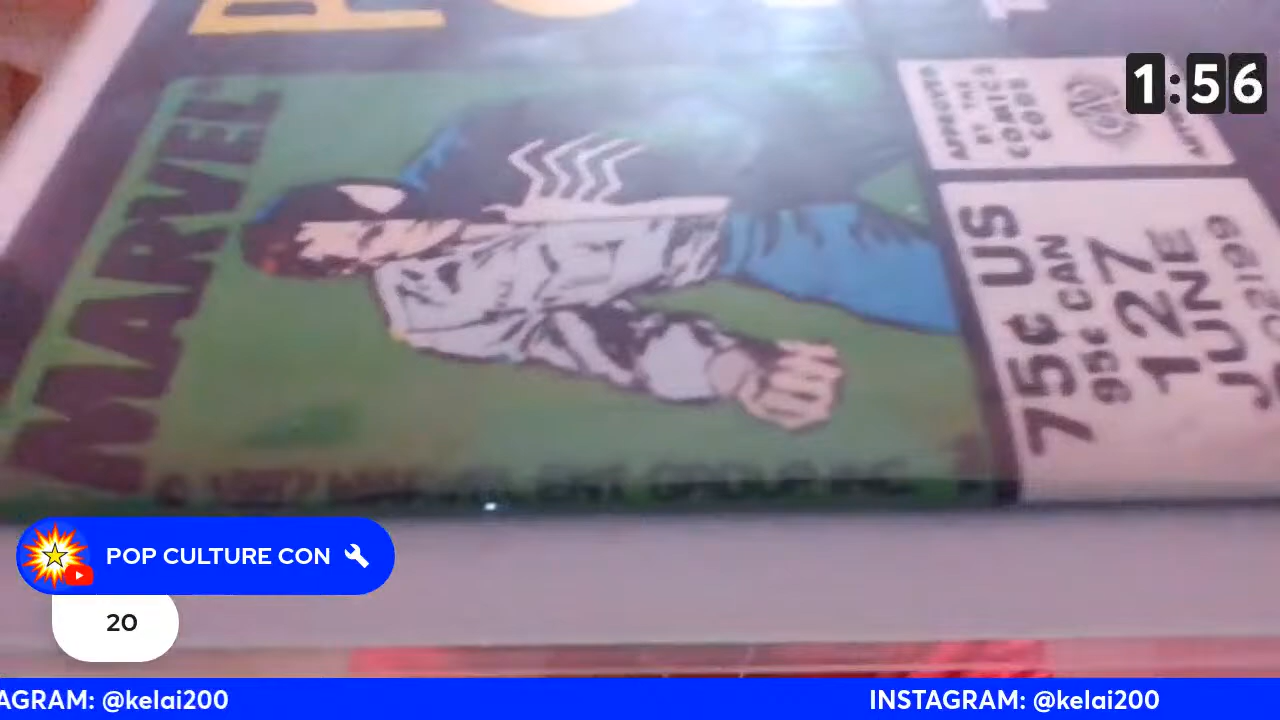 1:56
MARVEL
APPROVED
BY THE
COMICS
CODE
75¢ US
95¢ CAN
127
JUNE
02199
POP CULTURE CON
20
AGRAM: @kelai200
INSTAGRAM: @kelai200